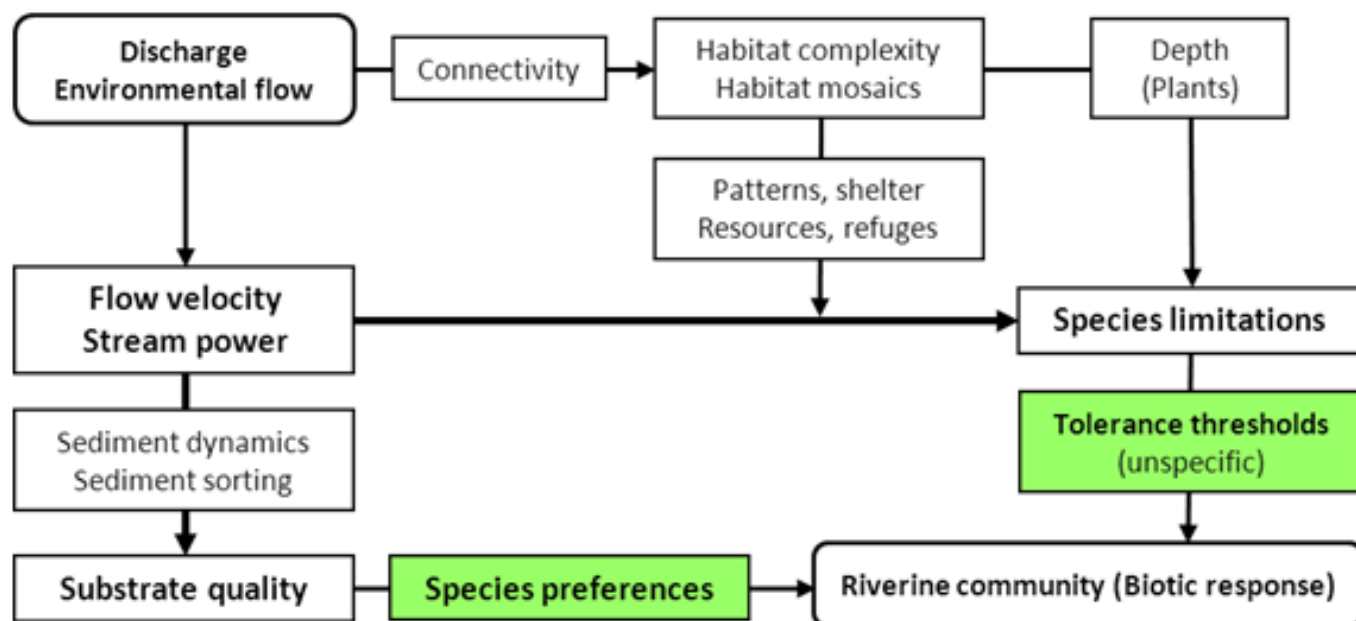 Discharge
Environmental flow
Connectivity
Habitat complexity
Habitat mosaics
Depth
(Plants)
Patterns, shelter
Resources, refuges
Flow velocity
Stream power
Species limitations
Sediment dynamics
Sediment sorting
Tolerance thresholds
(unspecific)
Substrate quality
Species preferences
Riverine community (Biotic response)